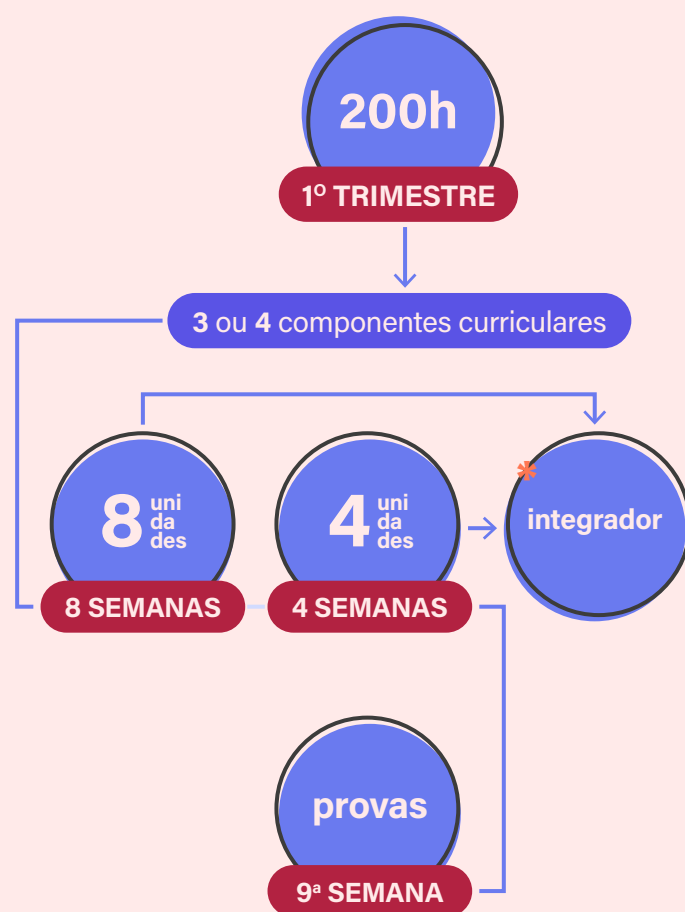 200h
1º TRIMESTRE
3 ou 4 componentes curriculares
8 uni
da
des
8 SEMANAS
4 uni
da
des
4 SEMANAS
*
integrador
provas
9ª SEMANA